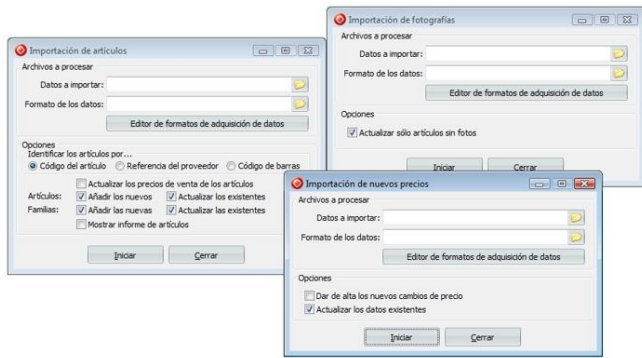 Importación de artículos
Archivos a procesar
Datos a importar:
Formato de los datos:
Editor de formatos de adquisición de datos
Opciones
Identificar los artículos por...
Código del artículo Referencia del proveedor Código de barras
Actualizar los precios de venta de los artículos
Artículos: Añadir los nuevos Actualizar los existentes
Familias: Añadir las nuevas Actualizar las existentes
Mostrar informe de artículos
Iniciar Cerrar
Importación de fotografías
Archivos a procesar
Datos a importar:
Formato de los datos:
Editor de formatos de adquisición de datos
Opciones
Actualizar sólo artículos sin fotos
Iniciar Cerrar
Importación de nuevos precios
Archivos a procesar
Datos a importar:
Formato de los datos:
Editor de formatos de adquisición de datos
Opciones
Dar de alta los nuevos cambios de precio
Actualizar los datos existentes
Iniciar Cerrar